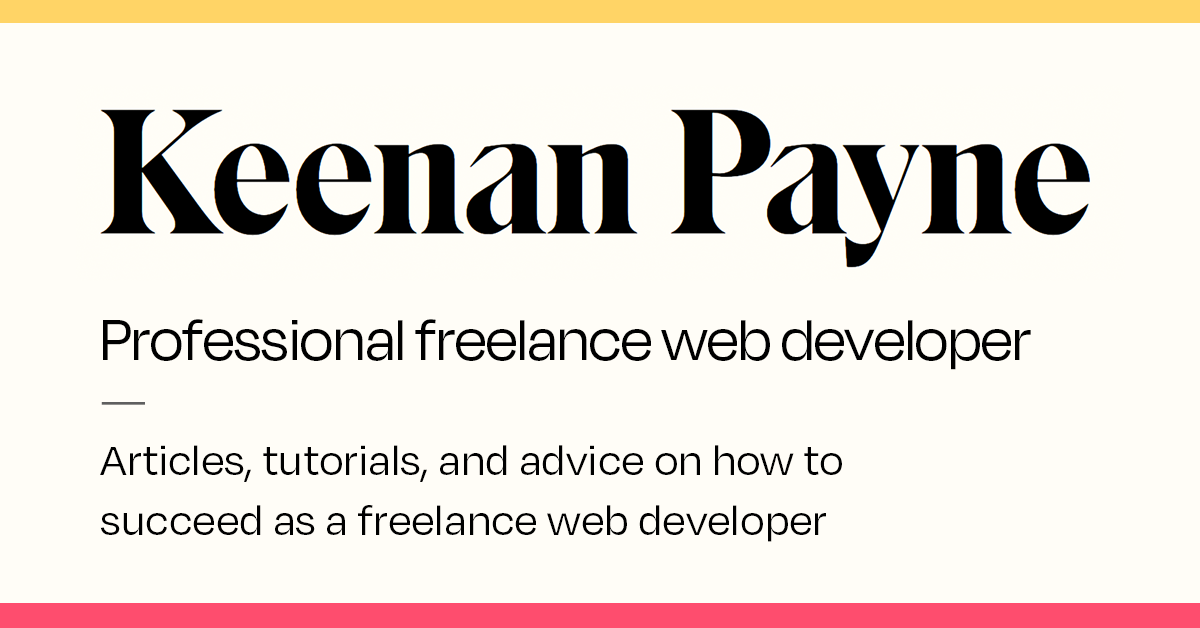 Keenan Payne
Professional freelance web developer
Articles, tutorials, and advice on how to
succeed as a freelance web developer